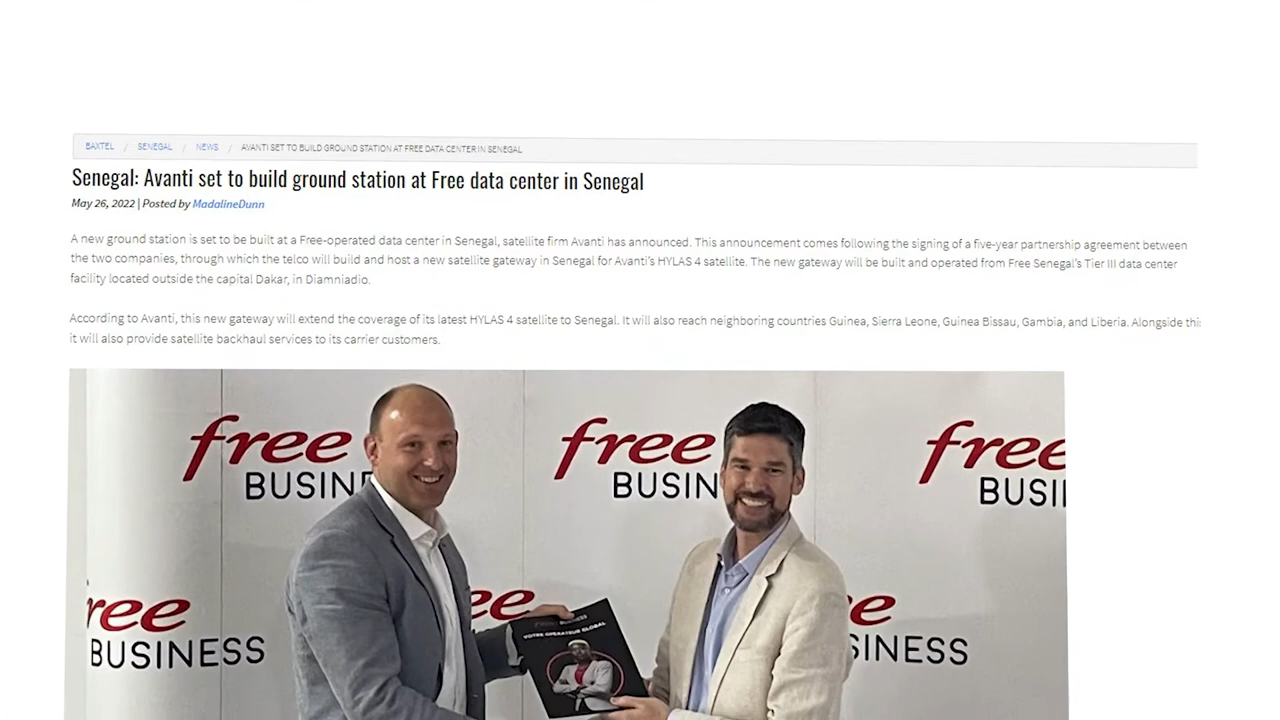 BAXTEL / SENEGAL / NEWS / AVANTI SET TO BUILD GROUND STATION AT FREE DATA CENTER IN SENEGAL
Senegal: Avanti set to build ground station at Free data center in Senegal
May 26, 2022 | Posted by MadalineDunn
A new ground station is set to be built at a Free-operated data center in Senegal, satellite firm Avanti has announced. This announcement comes following the signing of a five-year partnership agreement between
the two companies, through which the telco will build and host a new satellite gateway in Senegal for Avanti's HYLAS 4 satellite. The new gateway will be built and operated from Free Senegal's Tier III data center
facility located outside the capital Dakar, in Diamniadio.
According to Avanti, this new gateway will extend the coverage of its latest HYLAS 4 satellite to Senegal. It will also reach neighboring countries Guinea, Sierra Leone, Guinea Bissau, Gambia, and Liberia. Alongside this
it will also provide satellite backhaul services to its carrier customers.
free free free
BUSIN BUSIN BUSI
ree ee ee
BUSINESS SINESS
BUSINESS
VOTRE OPERATEUR GLOBAL